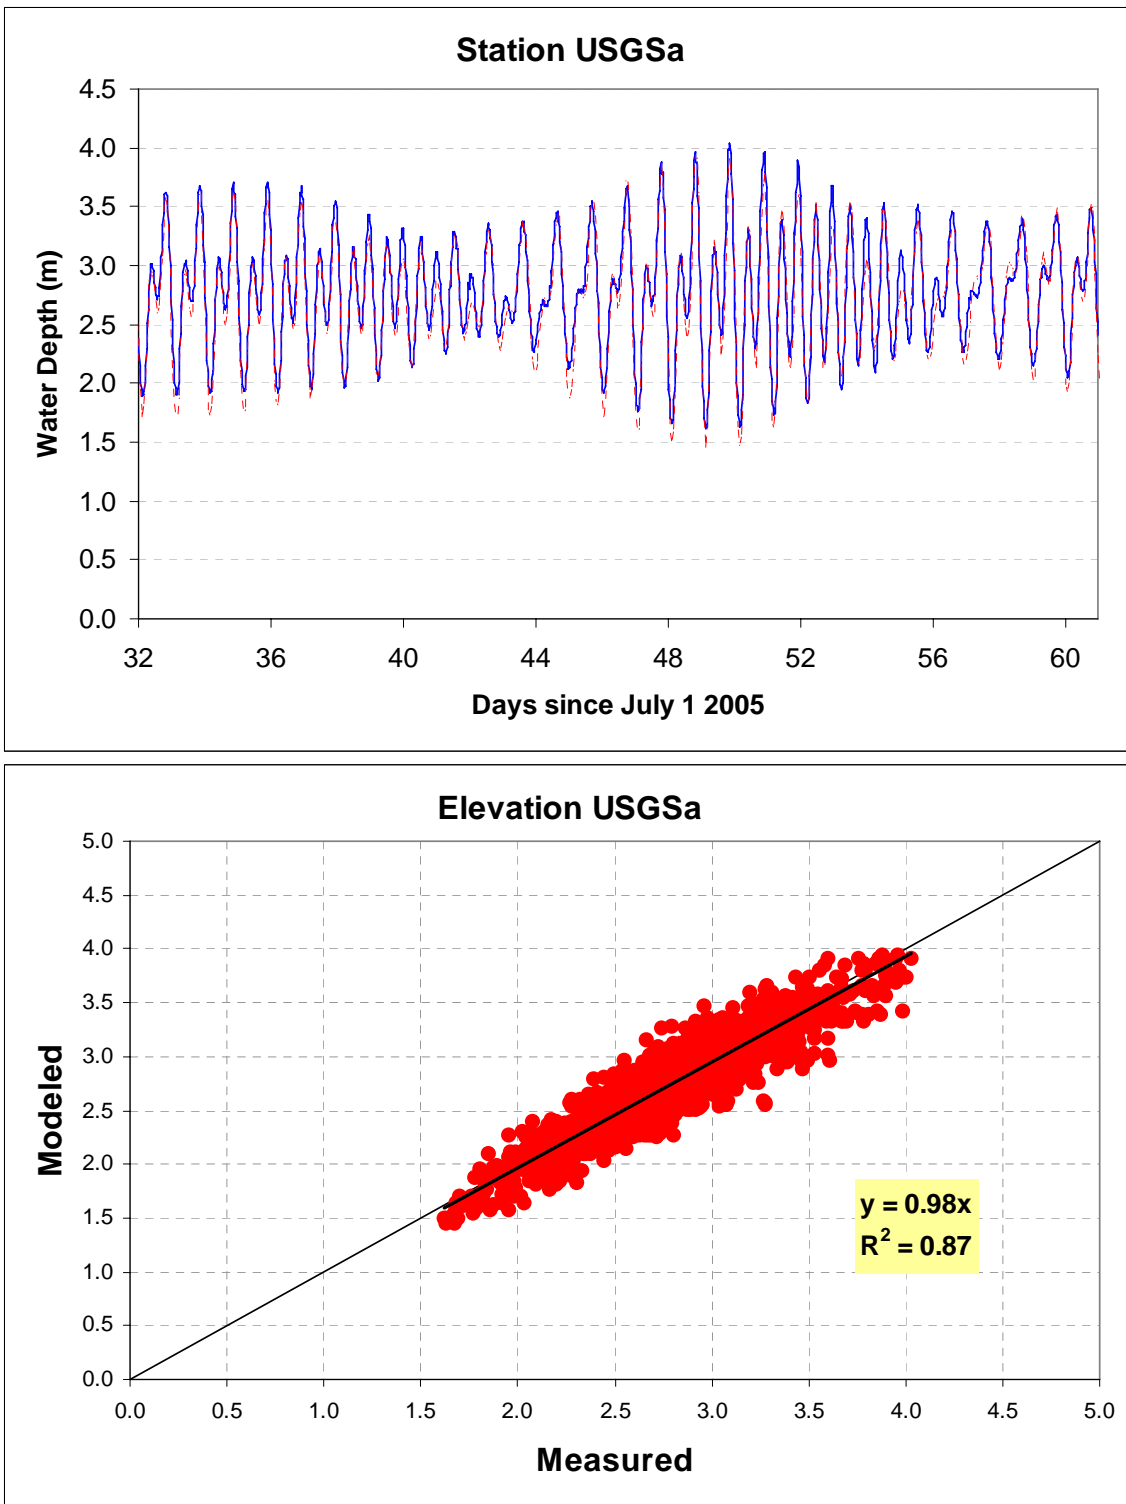 Station USGSa
4.5
4.0
3.5
3.0
2.5
2.0
1.5
1.0
0.5
0.0
Water Depth (m)
32 36 40 44 48 52 56 60
Days since July 1 2005
Elevation USGSa
5.0
4.5
4.0
3.5
3.0
2.5
2.0
1.5
1.0
0.5
0.0
Modeled
y = 0.98x
R² = 0.87
0.0 0.5 1.0 1.5 2.0 2.5 3.0 3.5 4.0 4.5 5.0
Measured